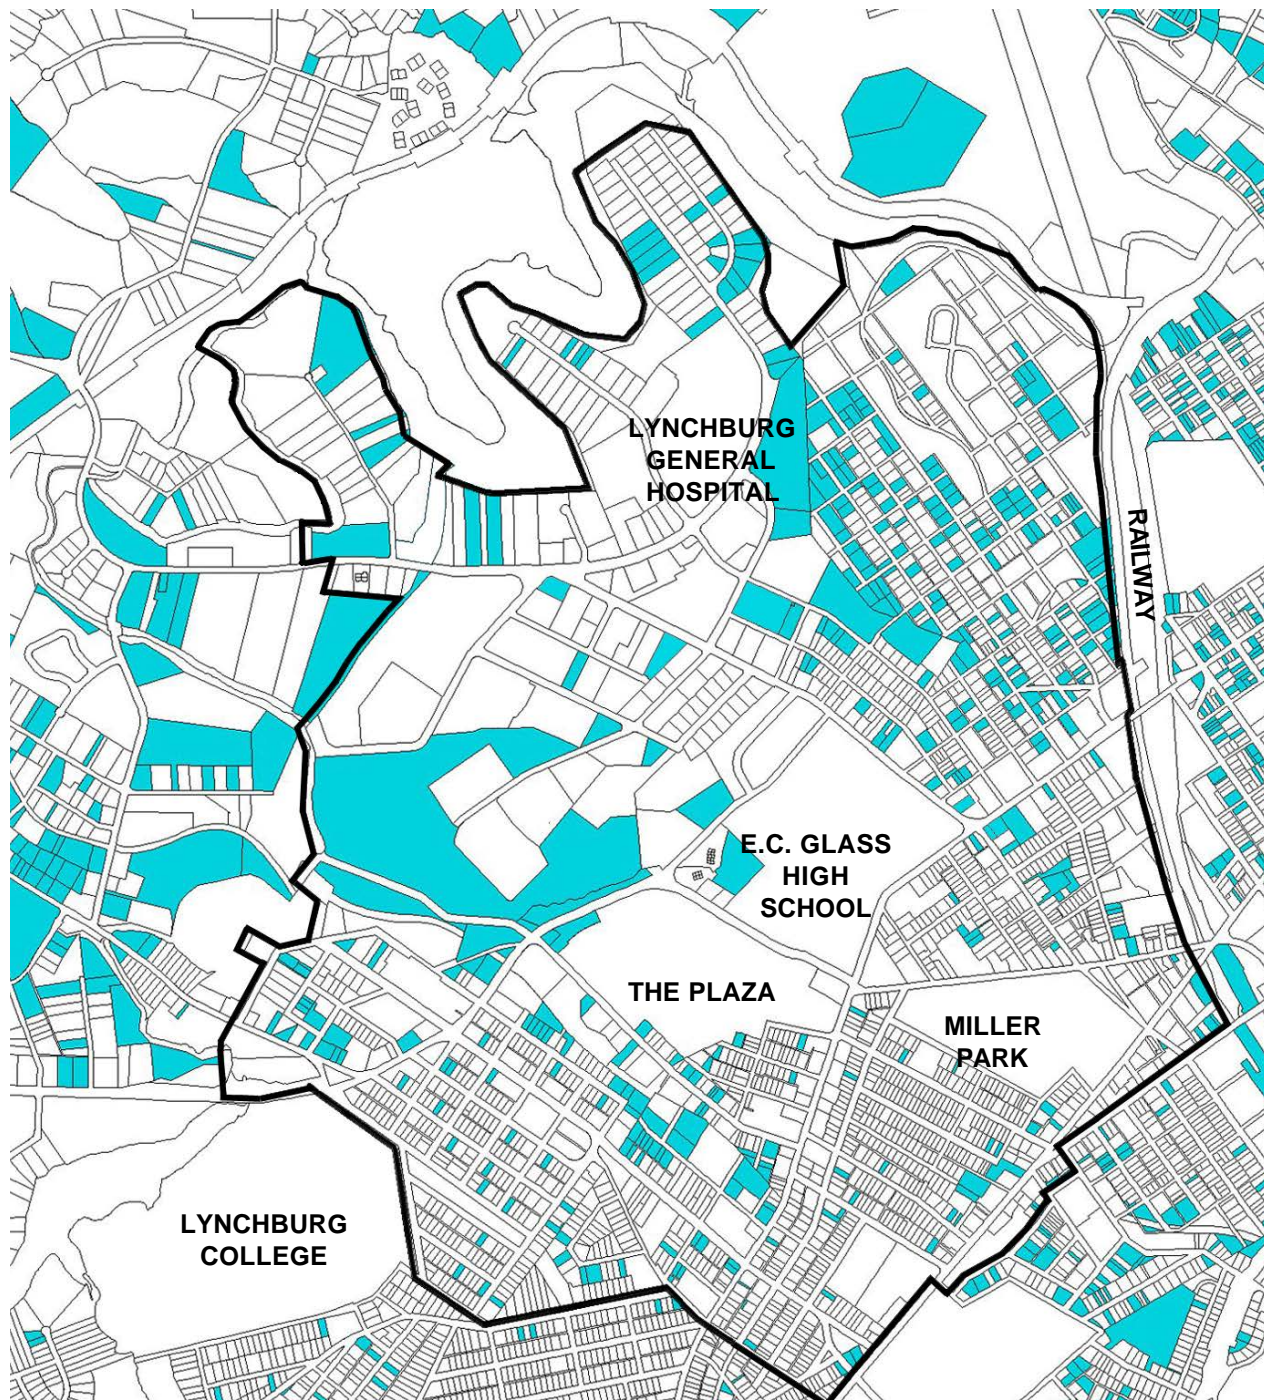 LYNCHBURG
GENERAL
HOSPITAL
RAILWAY
E.C. GLASS
HIGH
SCHOOL
THE PLAZA
MILLER
PARK
LYNCHBURG
COLLEGE